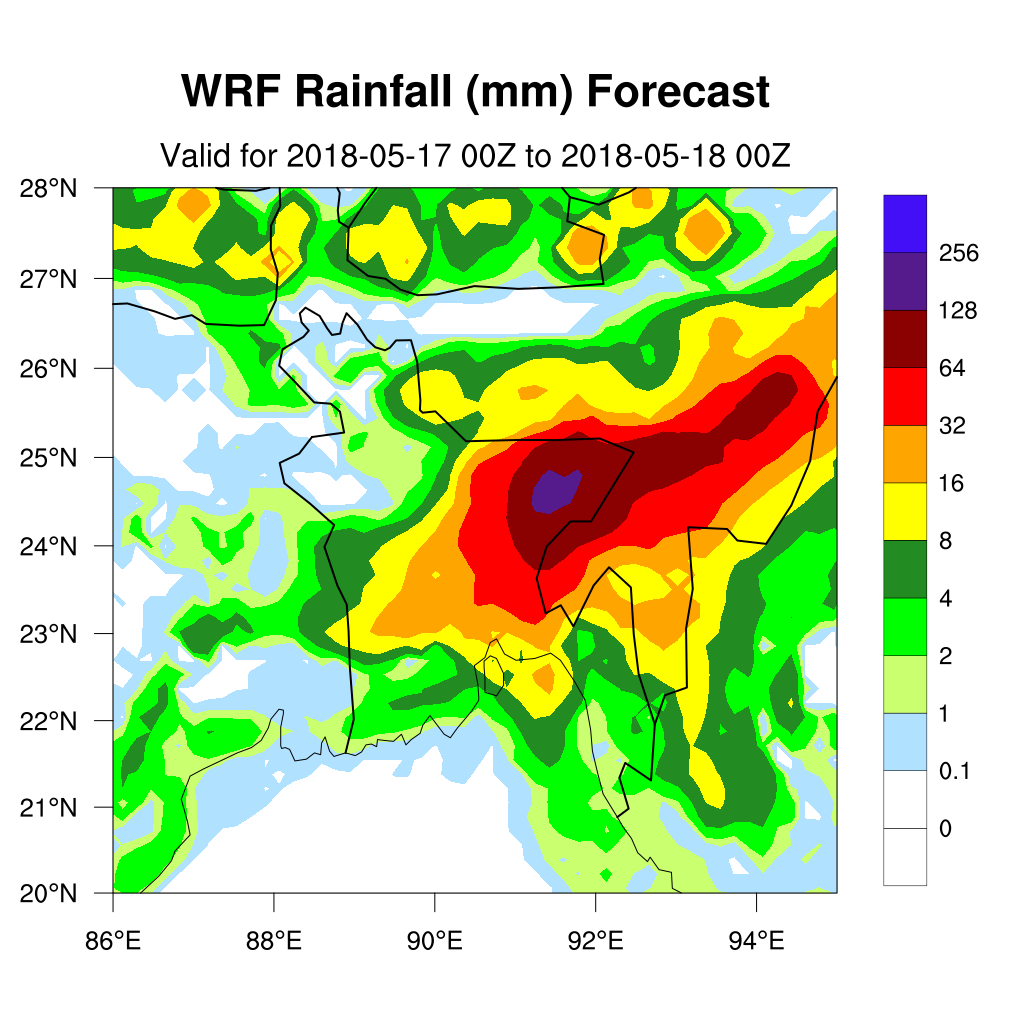 WRF Rainfall (mm) Forecast
Valid for 2018-05-17 00Z to 2018-05-18 00Z
28°N
27°N
26°N
25°N
24°N
23°N
22°N
21°N
20°N
86°E 88°E 90°E 92°E 94°E
256
128
64
32
16
8
4
2
1
0.1
0